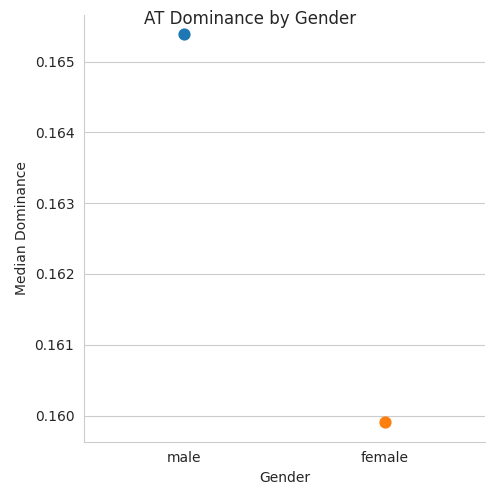 AT Dominance by Gender
0.165
0.164
0.163
0.162
0.161
0.160
Median Dominance
male
female
Gender